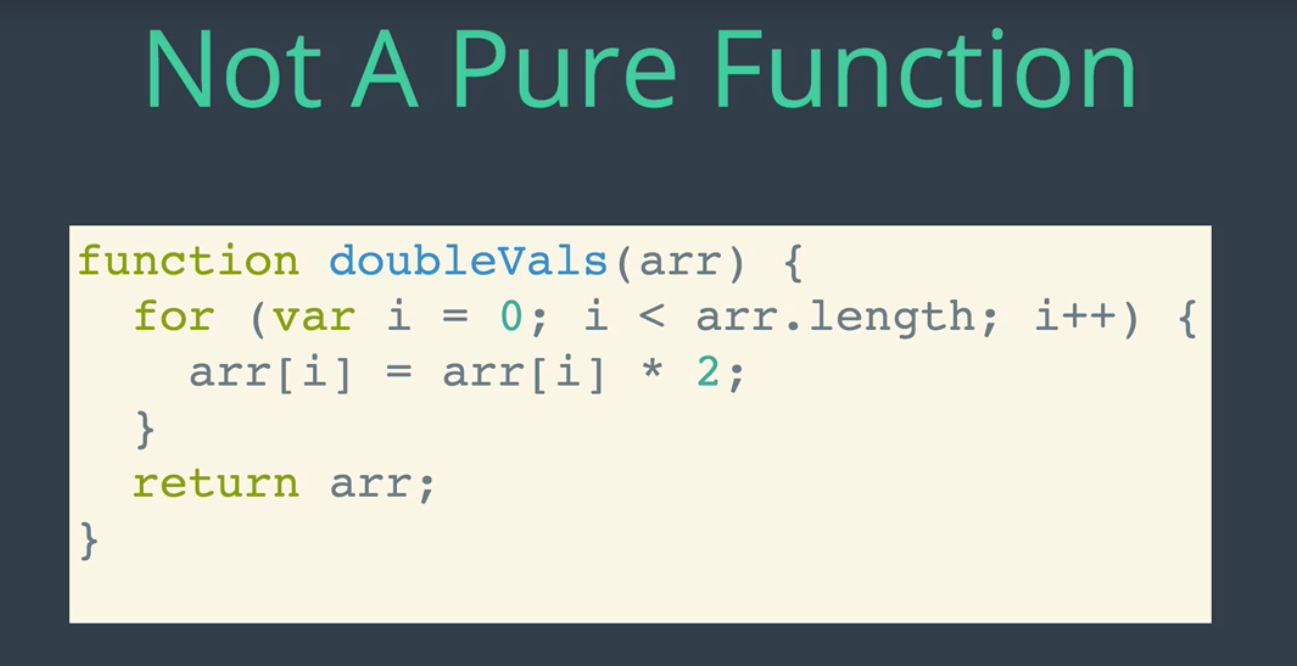 Not A Pure Function
function doubleVals(arr) {
  for (var i = 0; i < arr.length; i++) {
    arr[i] = arr[i] * 2;
  }
  return arr;
}